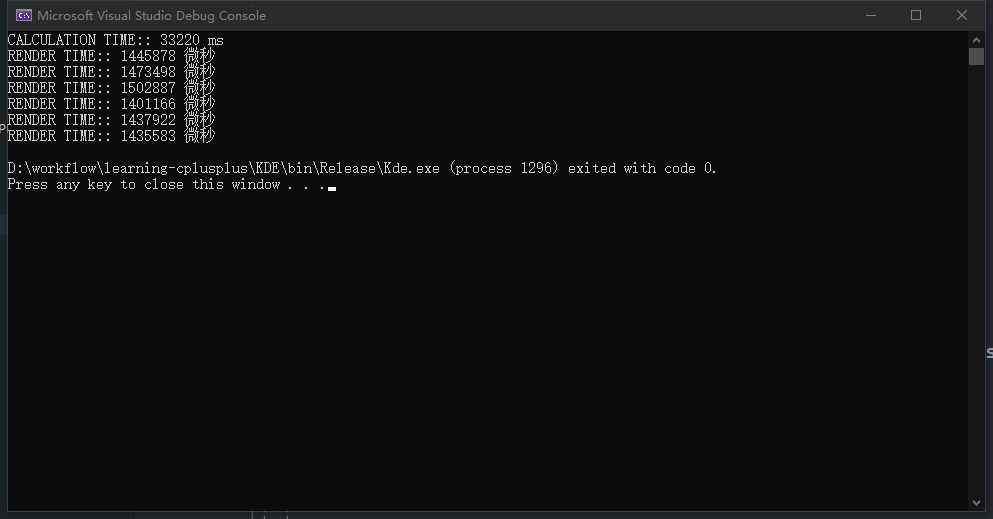 Microsoft Visual Studio Debug Console
CALCULATION TIME:: 33220 ms
RENDER TIME:: 1445878 微秒
RENDER TIME:: 1473498 微秒
RENDER TIME:: 1502887 微秒
RENDER TIME:: 1401166 微秒
RENDER TIME:: 1437922 微秒
RENDER TIME:: 1435583 微秒
D:\workflow\learning-cplusplus\KDE\bin\Release\Kde.exe (process 1296) exited with code 0.
Press any key to close this window . . .